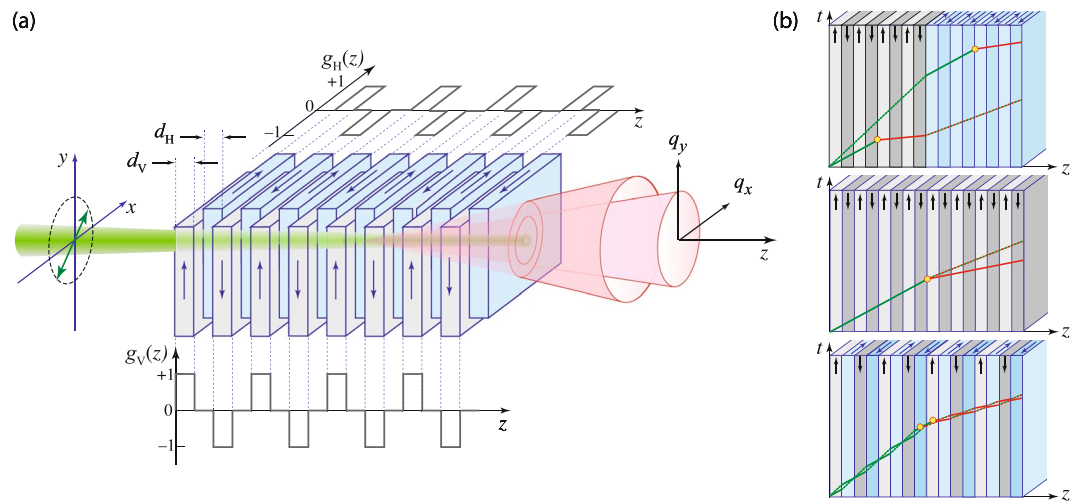 (a)
g_H(z)
+1
0
−1
z
d_H
d_V
y
x
q_y
q_x
z
g_V(z)
+1
0
−1
z
(b)
t
z
t
z
t
z